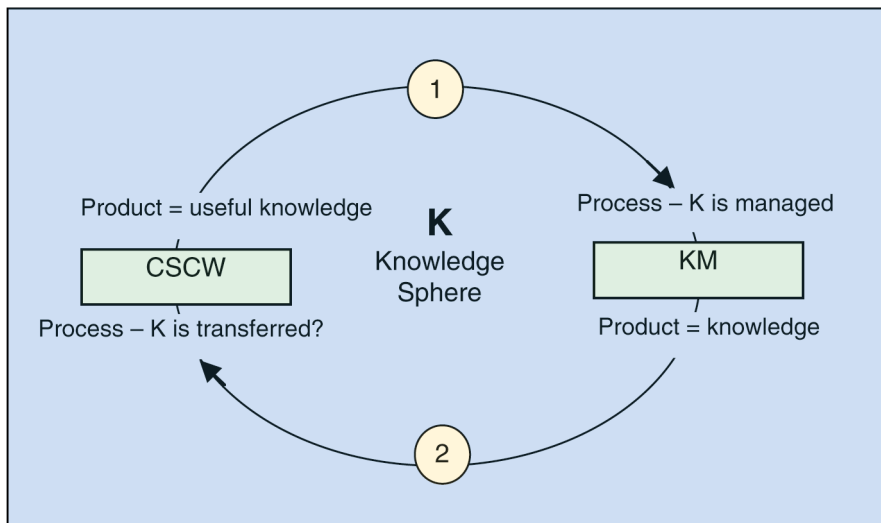 1
Product = useful knowledge
Process – K is managed
K
Knowledge
Sphere
CSCW
KM
Process – K is transferred?
Product = knowledge
2